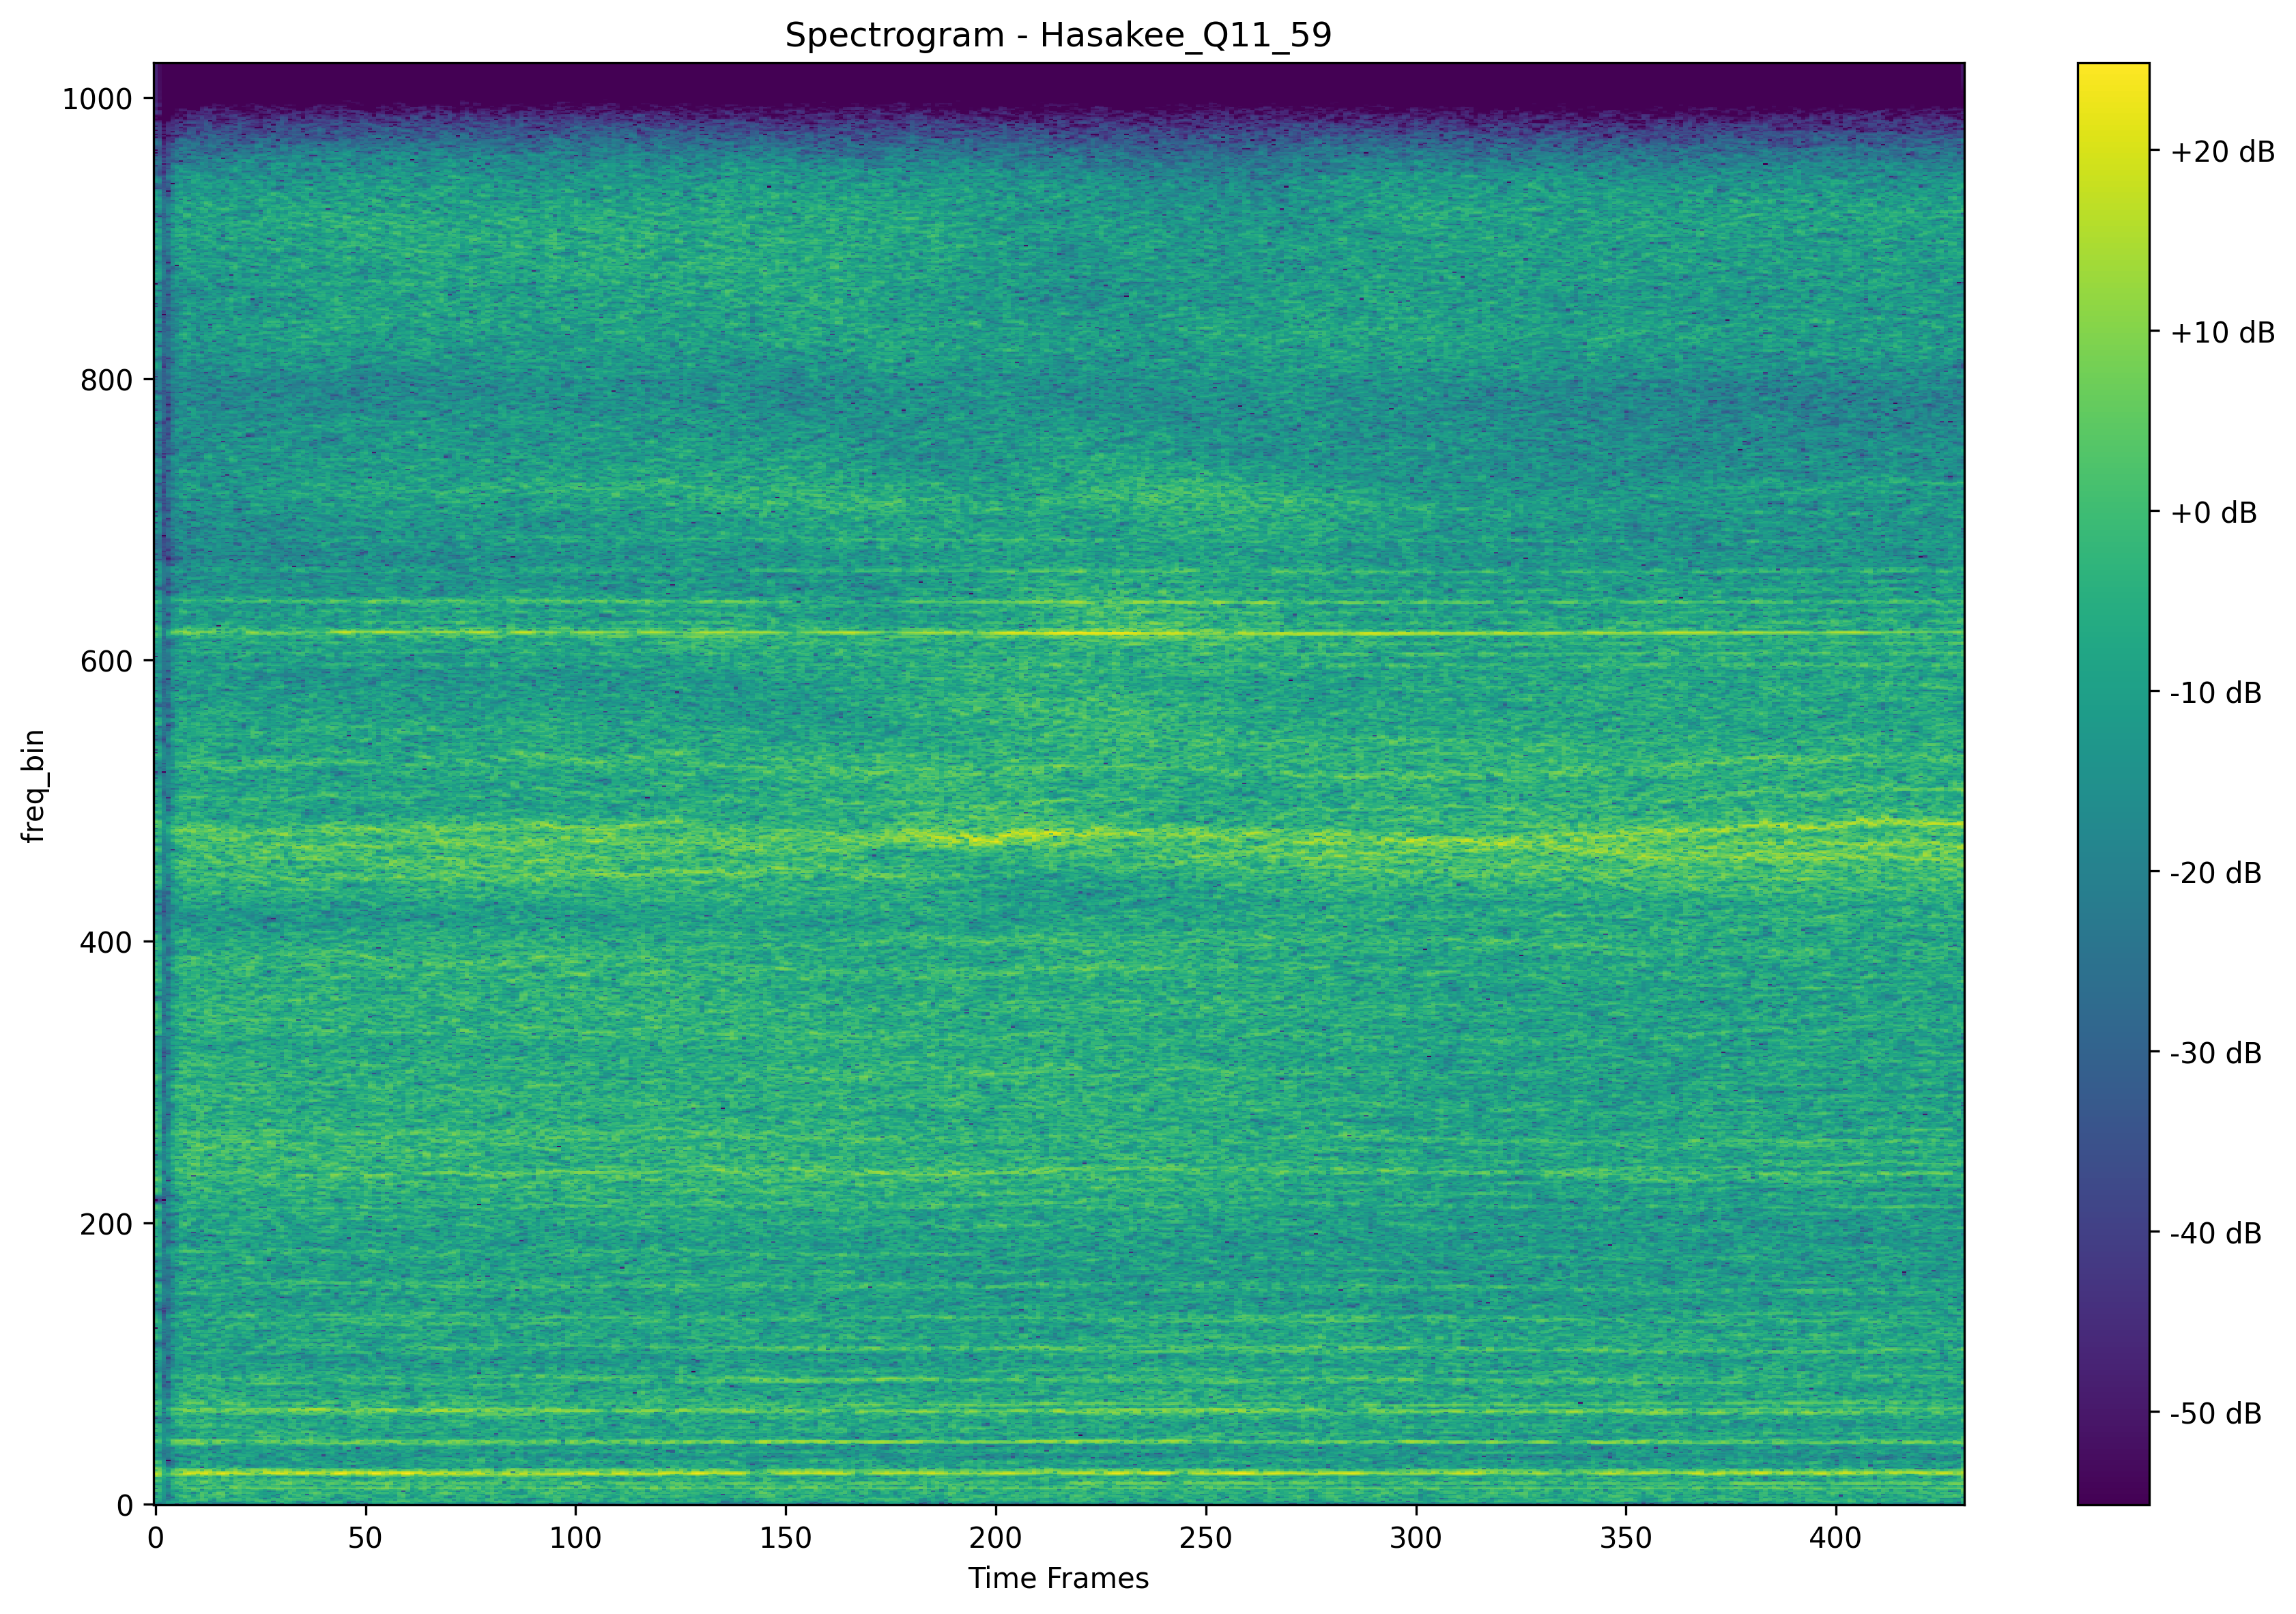 Spectrogram - Hasakee_Q11_59
freq_bin
1000
800
600
400
200
0
0 50 100 150 200 250 300 350 400
Time Frames
+20 dB
+10 dB
+0 dB
-10 dB
-20 dB
-30 dB
-40 dB
-50 dB